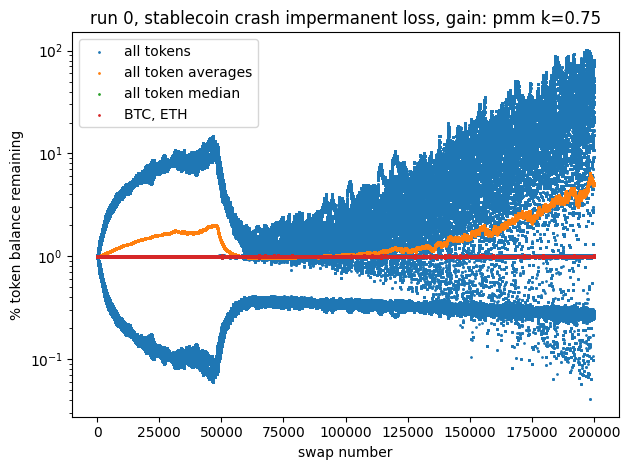 run 0, stablecoin crash impermanent loss, gain: pmm k=0.75
all tokens
all token averages
all token median
BTC, ETH
% token balance remaining
10²
10¹
10⁰
10⁻¹
0 25000 50000 75000 100000 125000 150000 175000 200000
swap number